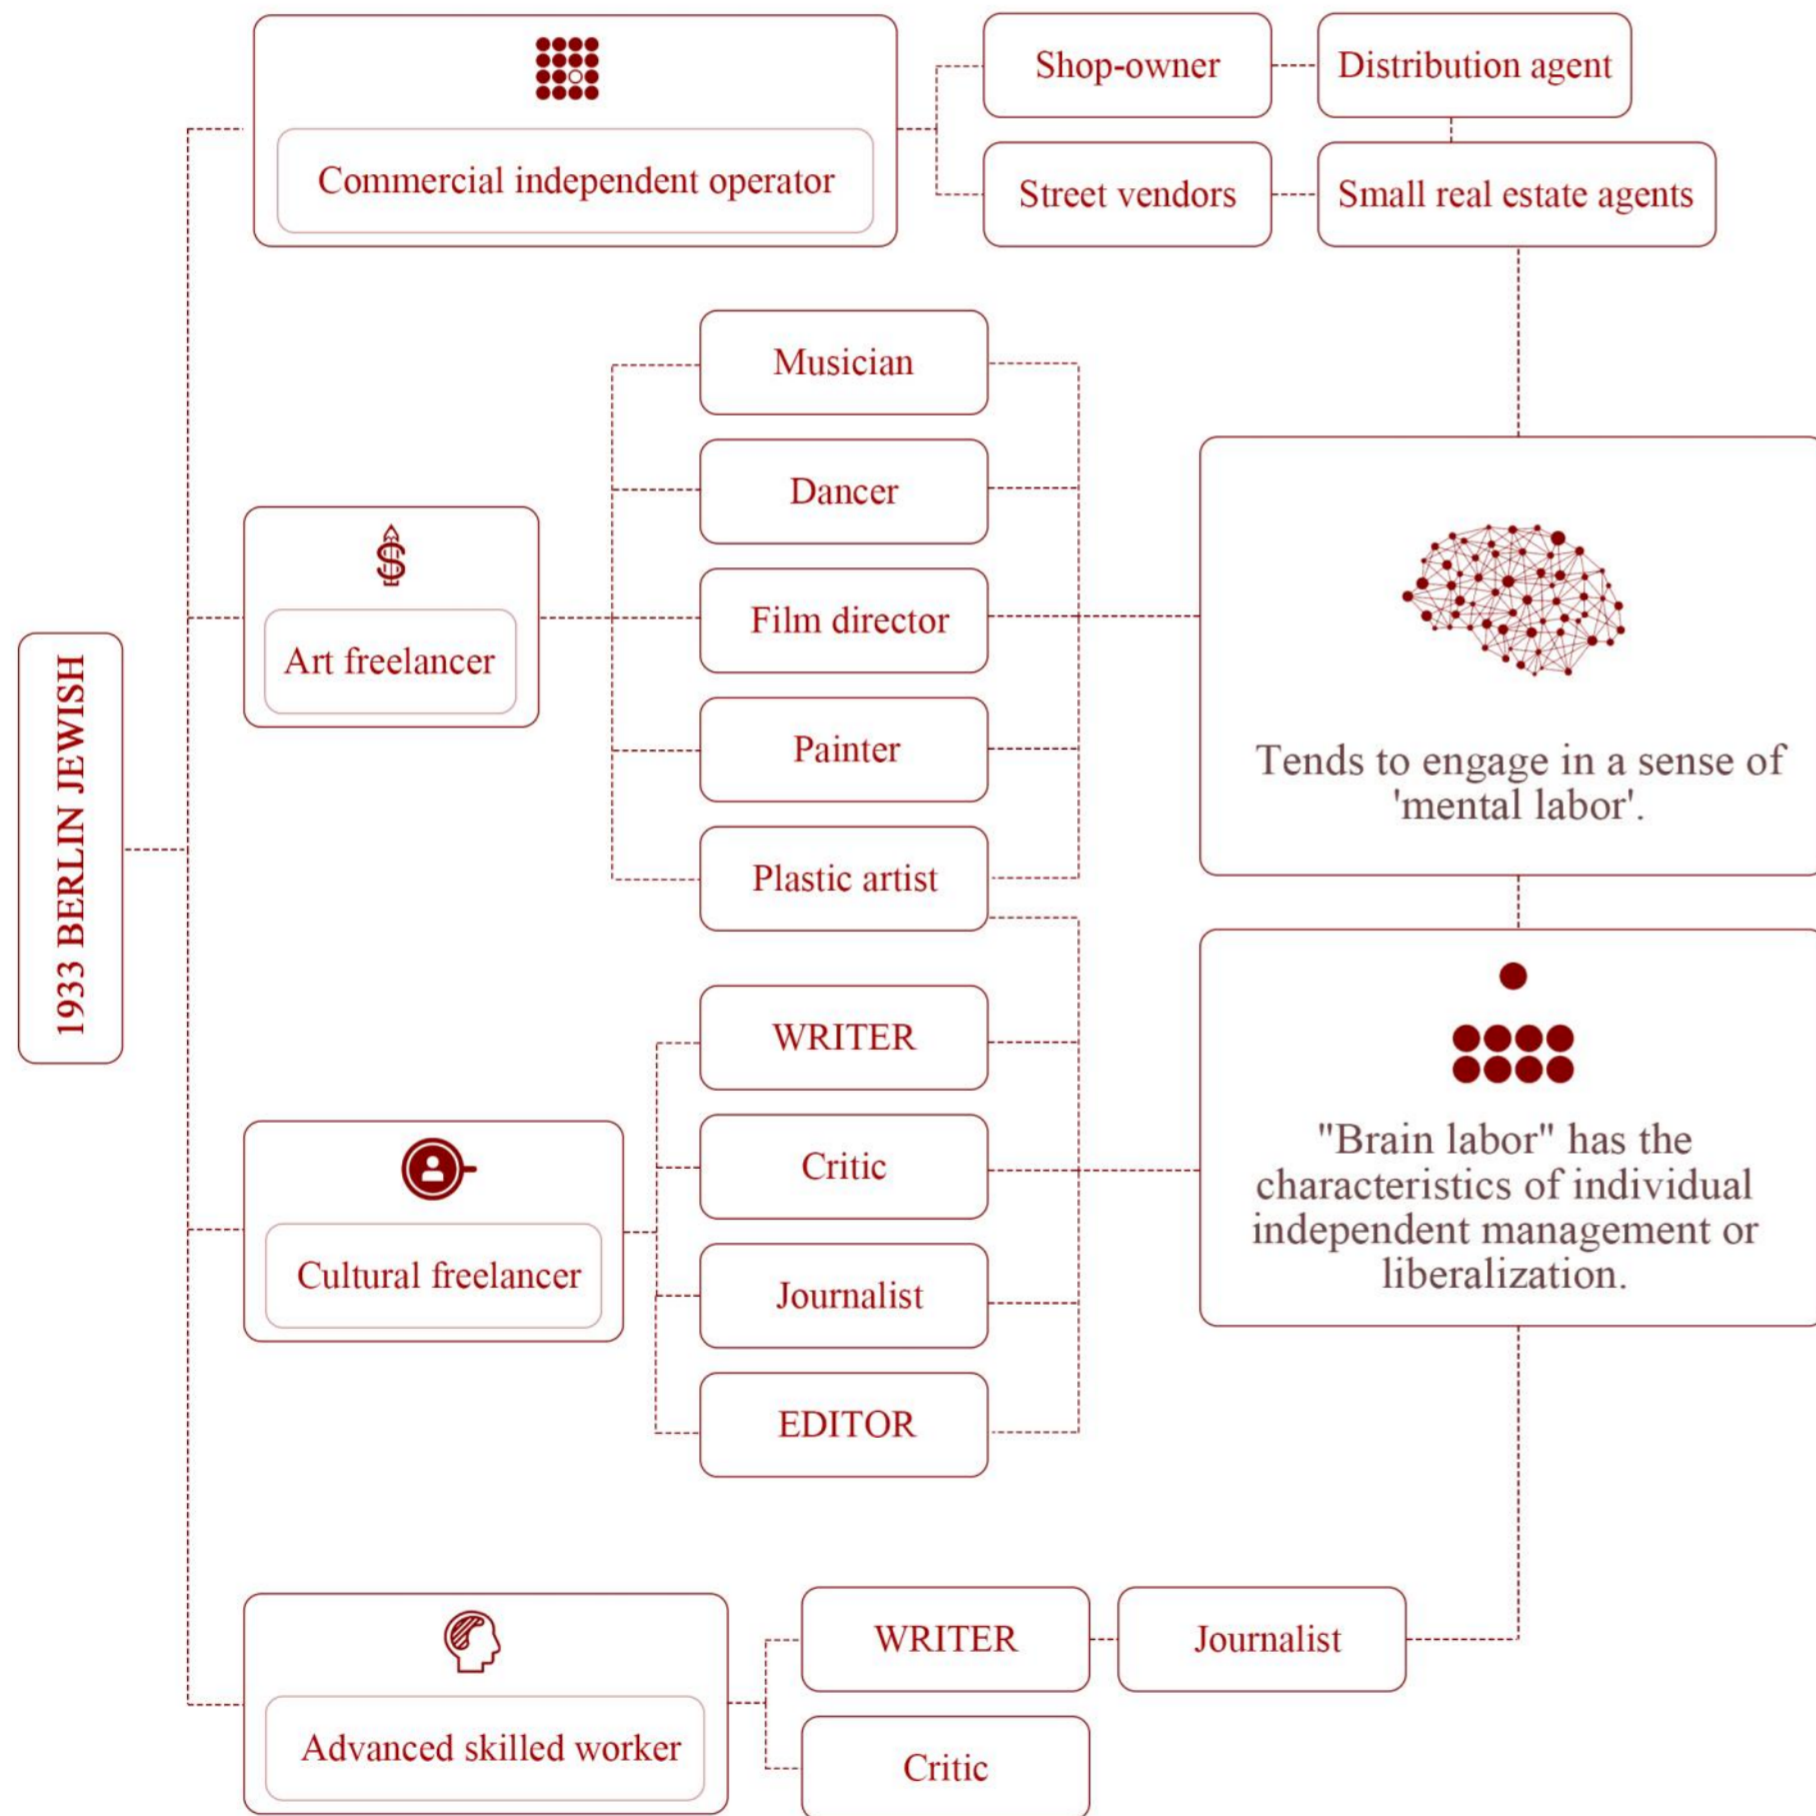 1933 BERLIN JEWISH
Commercial independent operator
Shop-owner
Distribution agent
Street vendors
Small real estate agents
Art freelancer
Musician
Dancer
Film director
Painter
Plastic artist
Tends to engage in a sense of
'mental labor'.
Cultural freelancer
WRITER
Critic
Journalist
EDITOR
"Brain labor" has the
characteristics of individual
independent management or
liberalization.
Advanced skilled worker
WRITER
Journalist
Critic